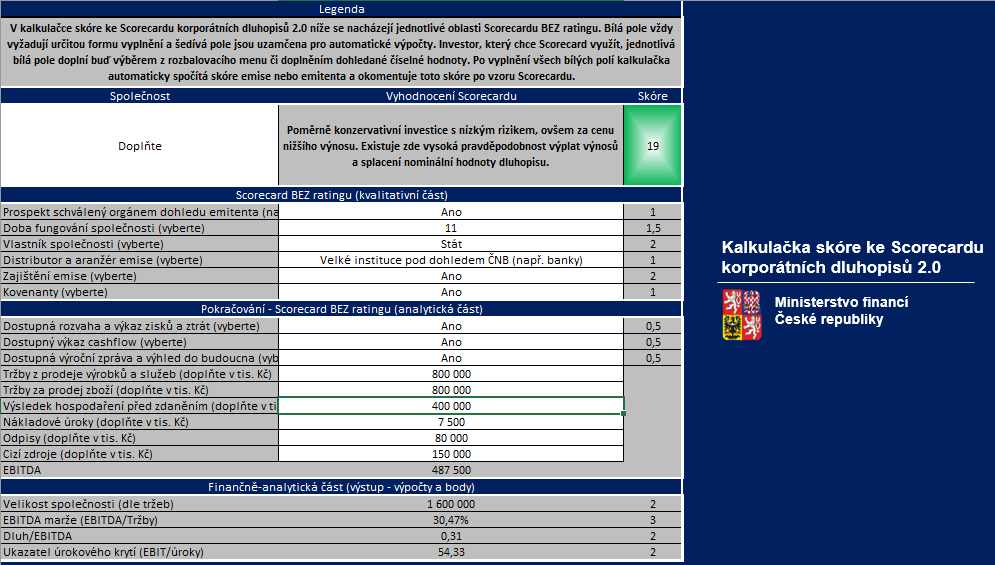 Legenda
V kalkulačce skóre ke Scorecardu korporátních dluhopisů 2.0 níže se nacházejí jednotlivé oblasti Scorecardu BEZ ratingu. Bílá pole vždy
vyžadují určitou formu vyplnění a šedivá pole jsou uzamčena pro automatické výpočty. Investor, který chce Scorecard využít, jednotlivá
bílá pole doplní buď výběrem z rozbalovacího menu či doplněním dohledané číselné hodnoty. Po vyplnění všech bílých polí kalkulačka
automaticky spočítá skóre emise nebo emitenta a okomentuje toto skóre po vzoru Scorecardu.
Společnost Vyhodnocení Scorecardu Skóre
Doplňte
Poměrně konzervativní investice s nízkým rizikem, ovšem za cenu
nižšího výnosu. Existuje zde vysoká pravděpodobnost výplat výnosů
a splacení nominální hodnoty dluhopisu.
19
Scorecard BEZ ratingu (kvalitativní část)
Prospekt schválený orgánem dohledu emitenta (na Ano 1
Doba fungování společnosti (vyberte) 11 1,5
Vlastník společnosti (vyberte) Stát 2
Distributor a aranžér emise (vyberte) Velké instituce pod dohledem ČNB (např. banky) 1
Zajištění emise (vyberte) Ano 2
Kovenanty (vyberte) Ano 1
Pokračování - Scorecard BEZ ratingu (analytická část)
Dostupná rozvaha a výkaz zisků a ztrát (vyberte) Ano 0,5
Dostupný výkaz cashflow (vyberte) Ano 0,5
Dostupná výroční zpráva a výhled do budoucna (vyb Ano 0,5
Tržby z prodeje výrobků a služeb (doplňte v tis. Kč) 800 000
Tržby za prodej zboží (doplňte v tis. Kč) 800 000
Výsledek hospodaření před zdaněním (doplňte v ti 400 000
Nákladové úroky (doplňte v tis. Kč) 7 500
Odpisy (doplňte v tis. Kč) 80 000
Cizí zdroje (doplňte v tis. Kč) 150 000
EBITDA 487 500
Finančně-analytická část (výstup - výpočty a body)
Velikost společnosti (dle tržeb) 1 600 000 2
EBITDA marže (EBITDA/Tržby) 30,47% 3
Dluh/EBITDA 0,31 2
Ukazatel úrokového krytí (EBIT/úroky) 54,33 2
Kalkulačka skóre ke Scorecardu
korporátních dluhopisů 2.0
Ministerstvo financí
České republiky